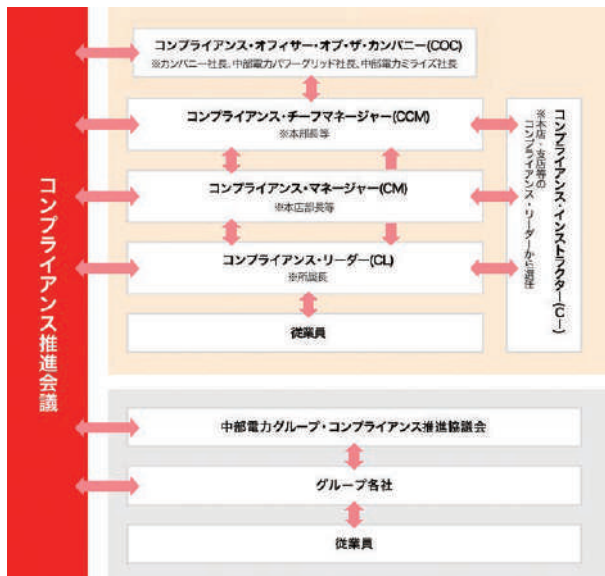 コンプライアンス推進会議
コンプライアンス・オフィサー・オブ・ザ・カンパニー(COC)
※カンパニー社長、中部電力パワーグリッド社長、中部電力ミライズ社長
コンプライアンス・チーフマネージャー(CCM)
※本部長等
コンプライアンス・マネージャー(CM)
※本店部長等
コンプライアンス・リーダー(CL)
※所属長
従業員
コンプライアンス・インストラクター(CI)
※本店・支店等の
コンプライアンス・リーダーから選任
中部電力グループ・コンプライアンス推進協議会
グループ各社
従業員